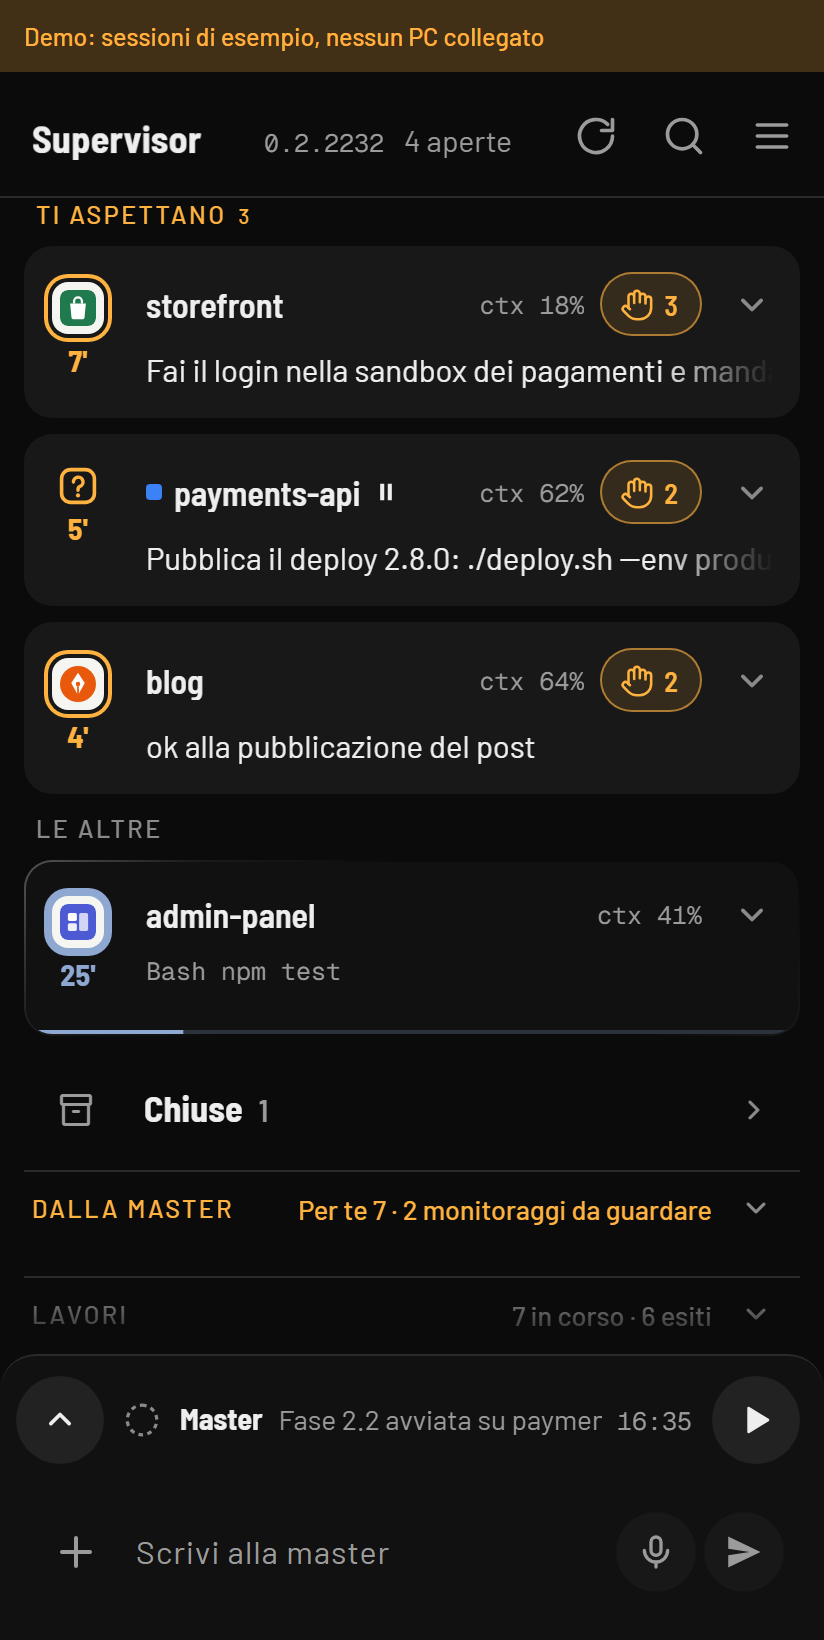 Demo: sessioni di esempio, nessun PC collegato
Supervisor 0.2.2232 4 aperte
TI ASPETTANO 3
storefront ctx 18% 3
7'
Fai il login nella sandbox dei pagamenti e
payments-api ctx 62% 2
5'
Pubblica il deploy 2.8.0: ./deploy.sh —env
blog ctx 64% 2
4'
ok alla pubblicazione del post
LE ALTRE
admin-panel ctx 41%
25'
Bash npm test
Chiuse 1
DALLA MASTER Per te 7 · 2 monitoraggi da guardare
LAVORI 7 in corso · 6 esiti
Master Fase 2.2 avviata su paymer 16:35
Scrivi alla master